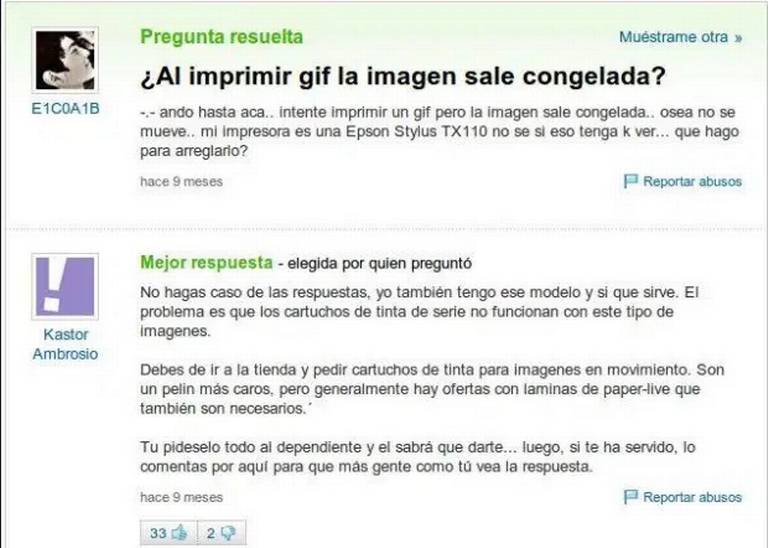 Pregunta resuelta
Muéstrame otra »
¿Al imprimir gif la imagen sale congelada?
E1C0A1B
-.- ando hasta aca.. intente imprimir un gif pero la imagen sale congelada.. osea no se
mueve.. mi impresora es una Epson Stylus TX110 no se si eso tenga k ver... que hago
para arreglarlo?
hace 9 meses
Reportar abusos
Mejor respuesta - elegida por quien preguntó
Kastor
Ambrosio
No hagas caso de las respuestas, yo también tengo ese modelo y si que sirve. El
problema es que los cartuchos de tinta de serie no funcionan con este tipo de
imagenes.
Debes de ir a la tienda y pedir cartuchos de tinta para imagenes en movimiento. Son
un pelin más caros, pero generalmente hay ofertas con laminas de paper-live que
también son necesarios.´
Tu pideselo todo al dependiente y el sabrá que darte... luego, si te ha servido, lo
comentas por aquí para que más gente como tú vea la respuesta.
hace 9 meses
Reportar abusos
33
2